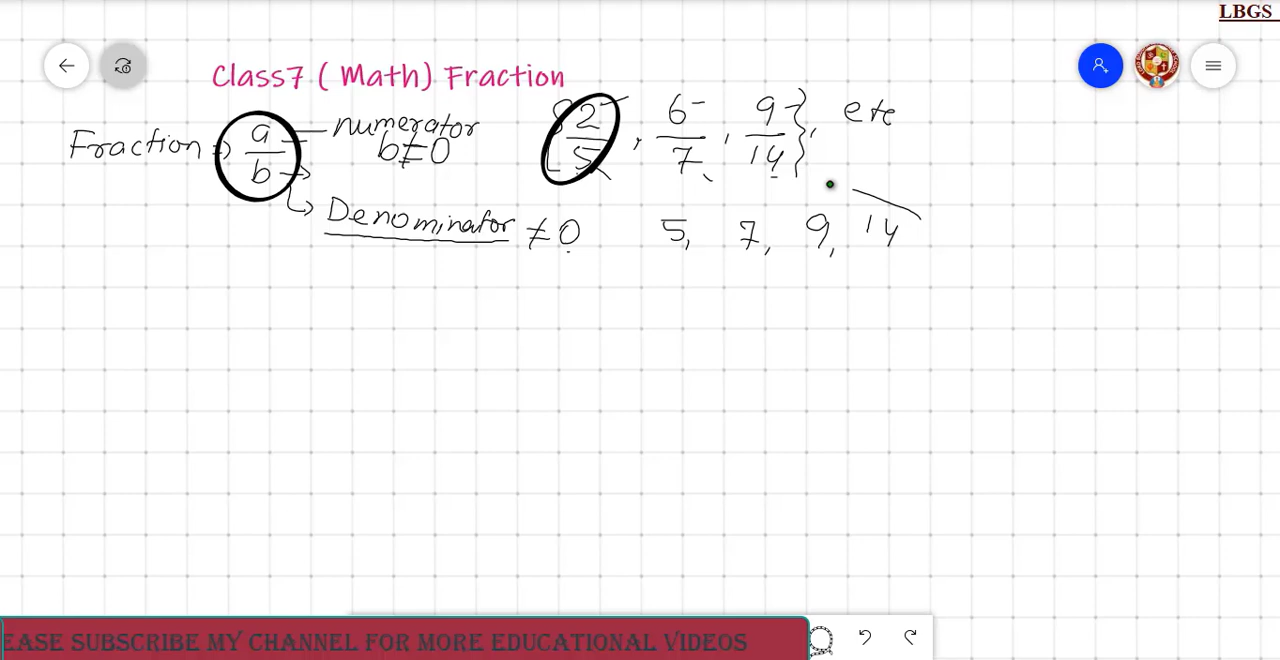 LBGS
Class7 ( Math) Fraction
Fraction → a/b numerator b≠0 {2/5, 6/7, 9/14}, etc
Denominator ≠ 0 5, 7, 9, 14
EASE SUBSCRIBE MY CHANNEL FOR MORE EDUCATIONAL VIDEOS